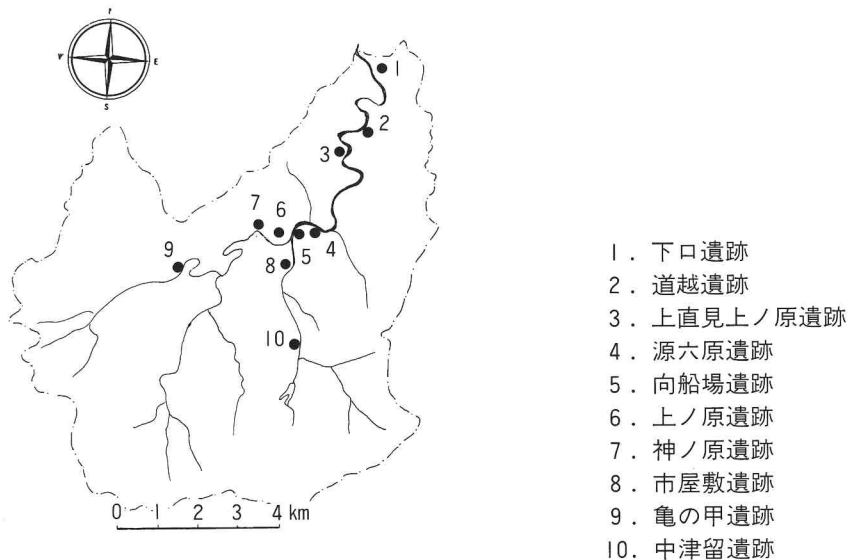 N
W
E
S
1
2
3
7
6
5
4
9
8
10
0 1 2 3 4 km
1. 下口遺跡
2. 道越遺跡
3. 上直見上ノ原遺跡
4. 源六原遺跡
5. 向船場遺跡
6. 上ノ原遺跡
7. 神ノ原遺跡
8. 市屋敷遺跡
9. 亀の甲遺跡
10. 中津留遺跡